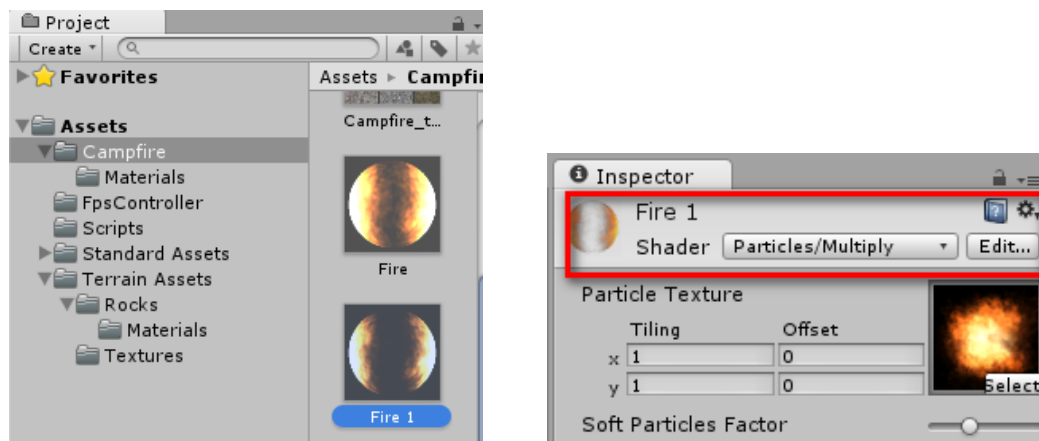 Project
Create
Favorites
Assets
Campfire
Materials
FpsController
Scripts
Standard Assets
Terrain Assets
Rocks
Materials
Textures
Assets ▸ Campfi
Campfire_t...
Fire
Fire 1
Inspector
Fire 1
Shader Particles/Multiply Edit...
Particle Texture
Tiling Offset
x 1 0
y 1 0
Select
Soft Particles Factor